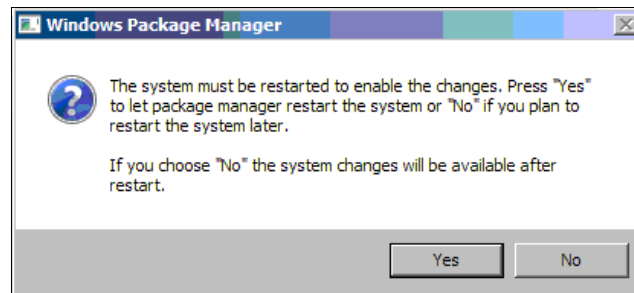 Windows Package Manager
The system must be restarted to enable the changes. Press "Yes"
to let package manager restart the system or "No" if you plan to
restart the system later.
If you choose "No" the system changes will be available after
restart.
Yes
No